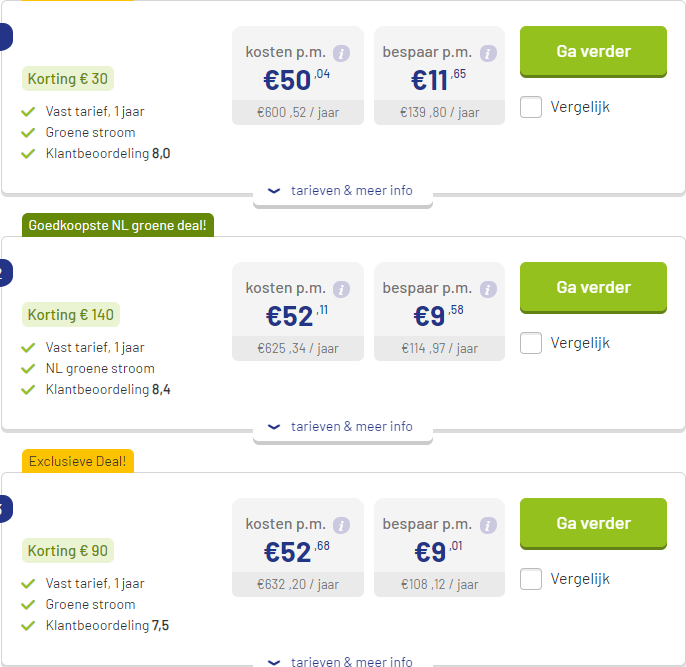 kosten p.m. i
bespaar p.m. i
Ga verder
Korting € 30
€50 ,04
€11 ,65
Vast tarief, 1 jaar
€600 ,52 / jaar
€139 ,80 / jaar
Vergelijk
Groene stroom
Klantbeoordeling 8,0
tarieven & meer info
Goedkoopste NL groene deal!
kosten p.m. i
bespaar p.m. i
Ga verder
Korting € 140
€52 ,11
€9 ,58
Vast tarief, 1 jaar
€625 ,34 / jaar
€114 ,97 / jaar
Vergelijk
NL groene stroom
Klantbeoordeling 8,4
tarieven & meer info
Exclusieve Deal!
kosten p.m. i
bespaar p.m. i
Ga verder
Korting € 90
€52 ,68
€9 ,01
Vast tarief, 1 jaar
€632 ,20 / jaar
€108 ,12 / jaar
Vergelijk
Groene stroom
Klantbeoordeling 7,5
tarieven & meer info